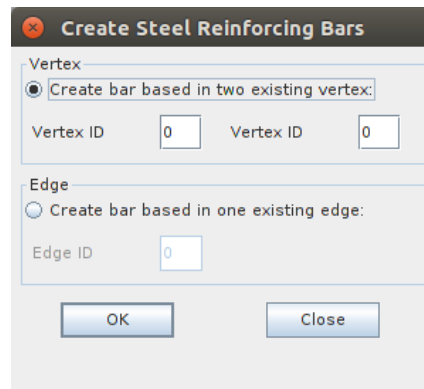 Create Steel Reinforcing Bars
Vertex
Create bar based in two existing vertex:
Vertex ID 0 Vertex ID 0
Edge
Create bar based in one existing edge:
Edge ID 0
OK Close